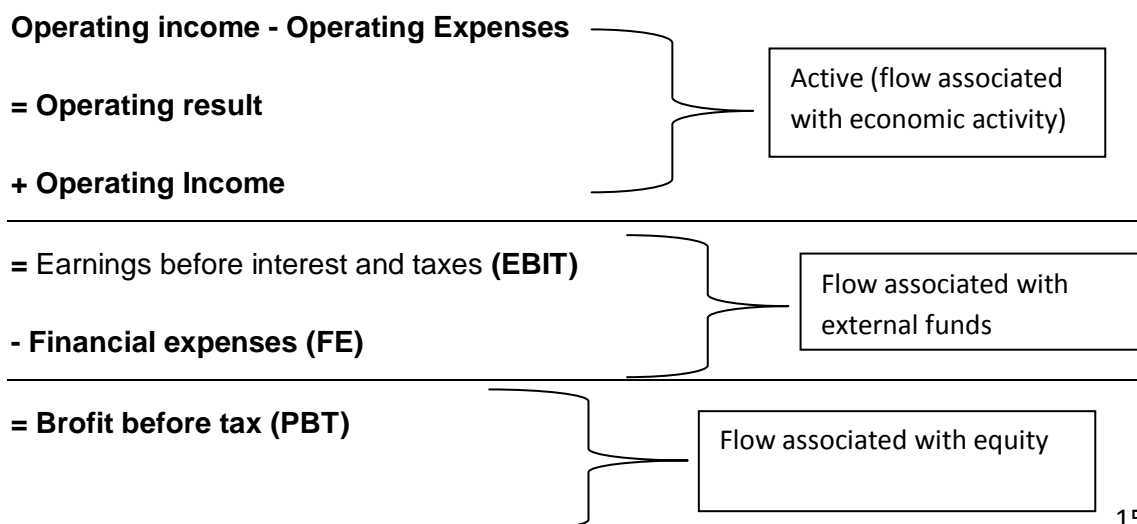 Operating income - Operating Expenses
Active (flow associated
with economic activity)
= Operating result
+ Operating Income
= Earnings before interest and taxes (EBIT)
Flow associated with
external funds
- Financial expenses (FE)
= Brofit before tax (PBT)
Flow associated with equity
15